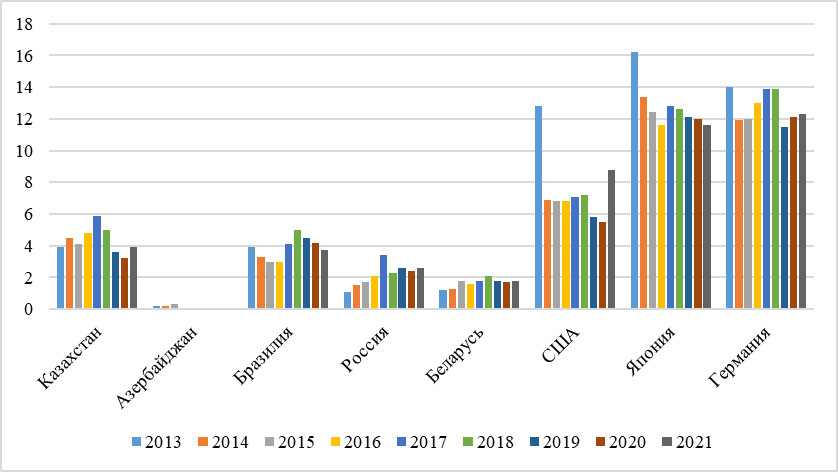 18
16
14
12
10
8
6
4
2
0
Казахстан
Азербайджан
Бразилия
Россия
Беларусь
США
Япония
Германия
2013 2014 2015 2016 2017 2018 2019 2020 2021